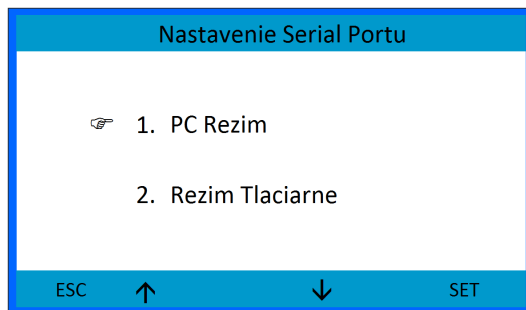 Nastavenie Serial Portu
☞ 1. PC Rezim
2. Rezim Tlaciarne
ESC ↑ ↓ SET